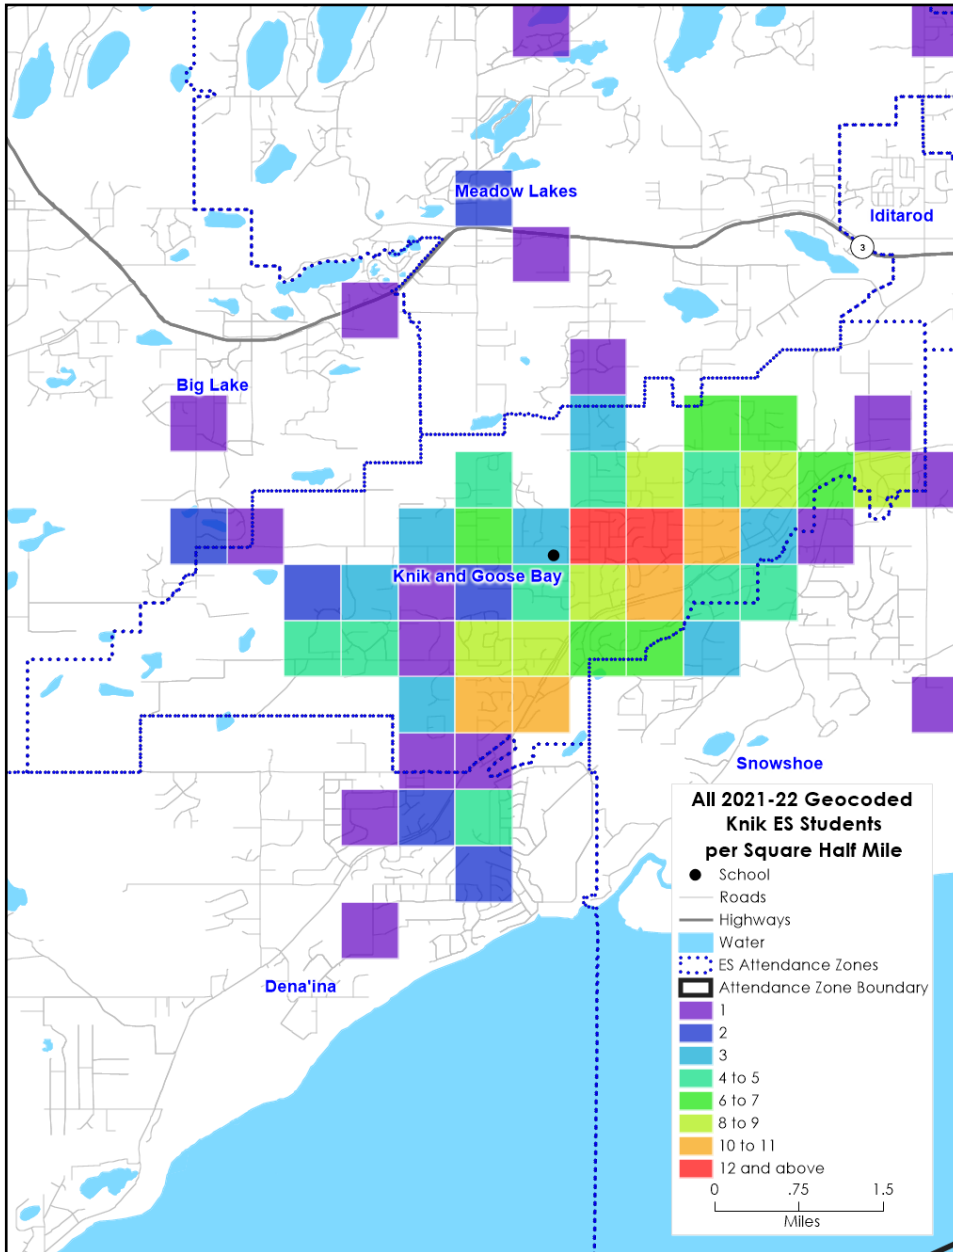 Meadow Lakes
Iditarod
3
Big Lake
Knik and Goose Bay
Snowshoe
Dena'ina
All 2021-22 Geocoded
Knik ES Students
per Square Half Mile
School
Roads
Highways
Water
ES Attendance Zones
Attendance Zone Boundary
1
2
3
4 to 5
6 to 7
8 to 9
10 to 11
12 and above
0 .75 1.5
Miles